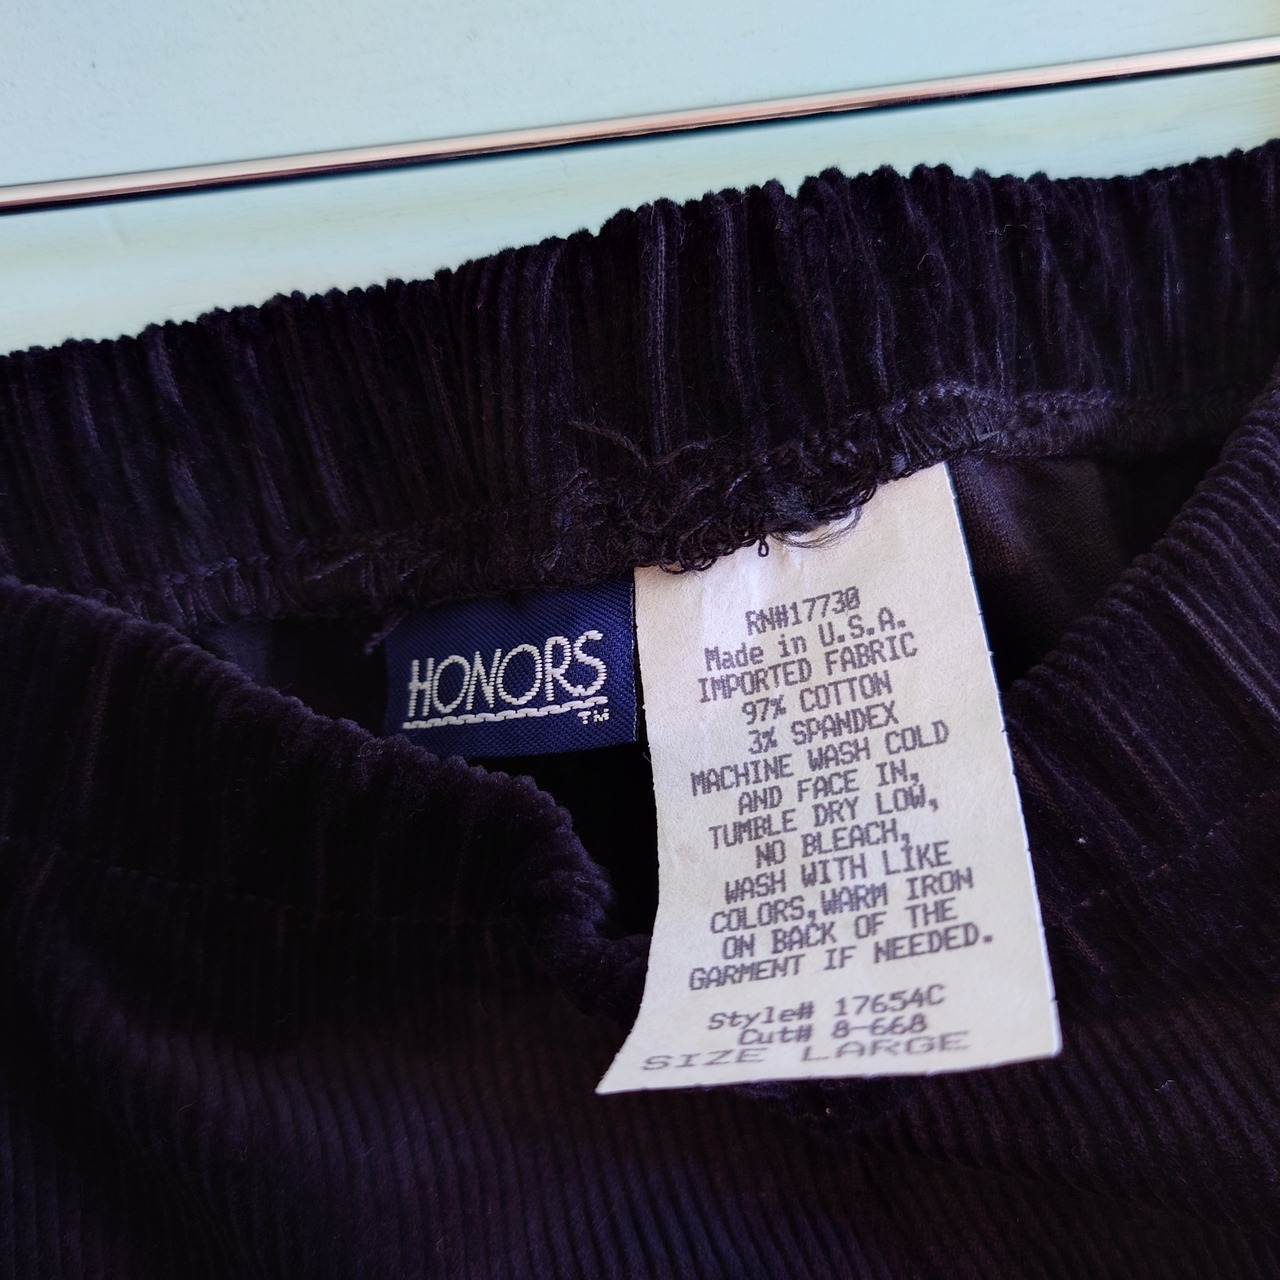 HONORS
TM
RN#17730
Made in U.S.A.
IMPORTED FABRIC
97% COTTON
3% SPANDEX
MACHINE WASH COLD
AND FACE IN,
TUMBLE DRY LOW,
NO BLEACH,
WASH WITH LIKE
COLORS,WARM IRON
ON BACK OF THE
GARMENT IF NEEDED.
Style# 17654C
Cut# 8-668
SIZE LARGE